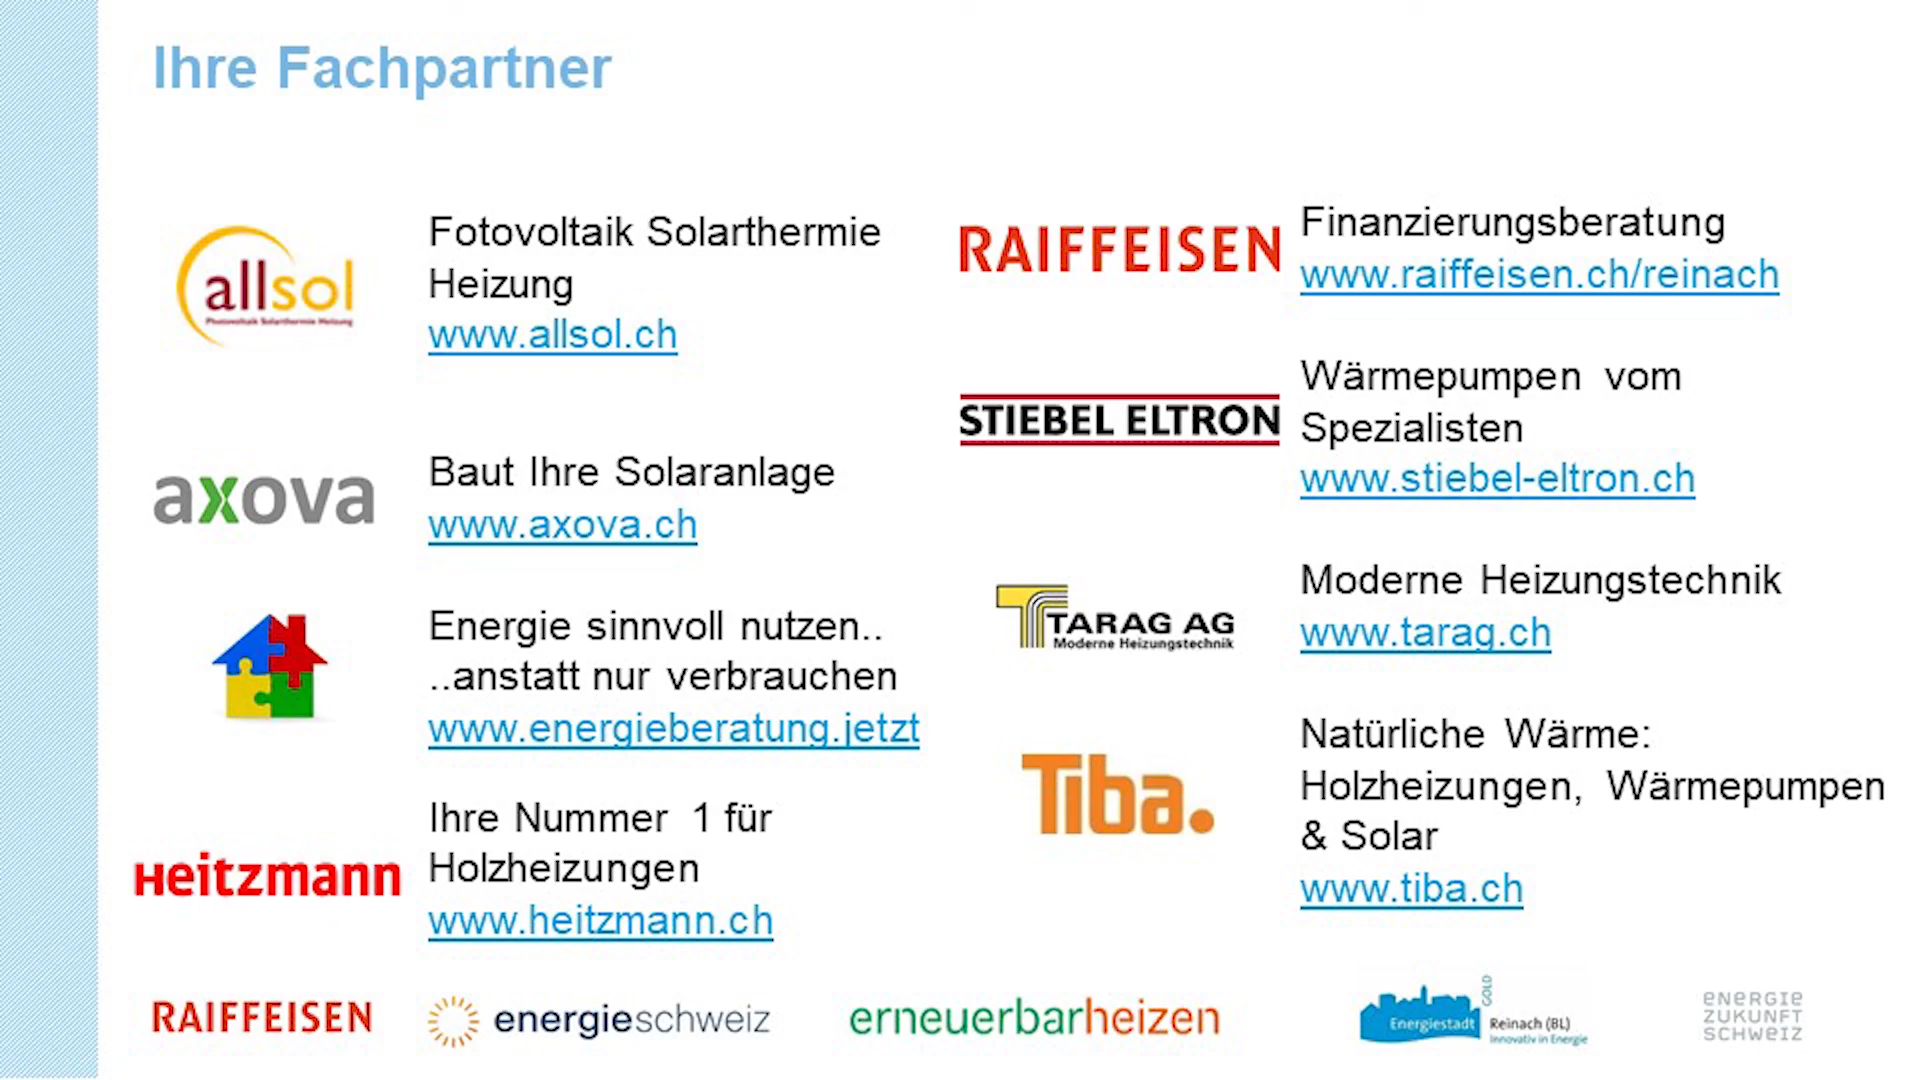 Ihre Fachpartner
allsol
Photovoltaik Solarthermie Heizung
Fotovoltaik Solarthermie
Heizung
www.allsol.ch
axova
Baut Ihre Solaranlage
www.axova.ch
Energie sinnvoll nutzen..
..anstatt nur verbrauchen
www.energieberatung.jetzt
Heitzmann
Ihre Nummer 1 für
Holzheizungen
www.heitzmann.ch
RAIFFEISEN
Finanzierungsberatung
www.raiffeisen.ch/reinach
STIEBEL ELTRON
Wärmepumpen vom
Spezialisten
www.stiebel-eltron.ch
TARAG AG
Moderne Heizungstechnik
Moderne Heizungstechnik
www.tarag.ch
Tiba.
Natürliche Wärme:
Holzheizungen, Wärmepumpen
& Solar
www.tiba.ch
RAIFFEISEN
energieschweiz
erneuerbarheizen
Energiestadt
GOLD
Reinach (BL)
Innovativ in Energie
ENERGIE
ZUKUNFT
SCHWEIZ